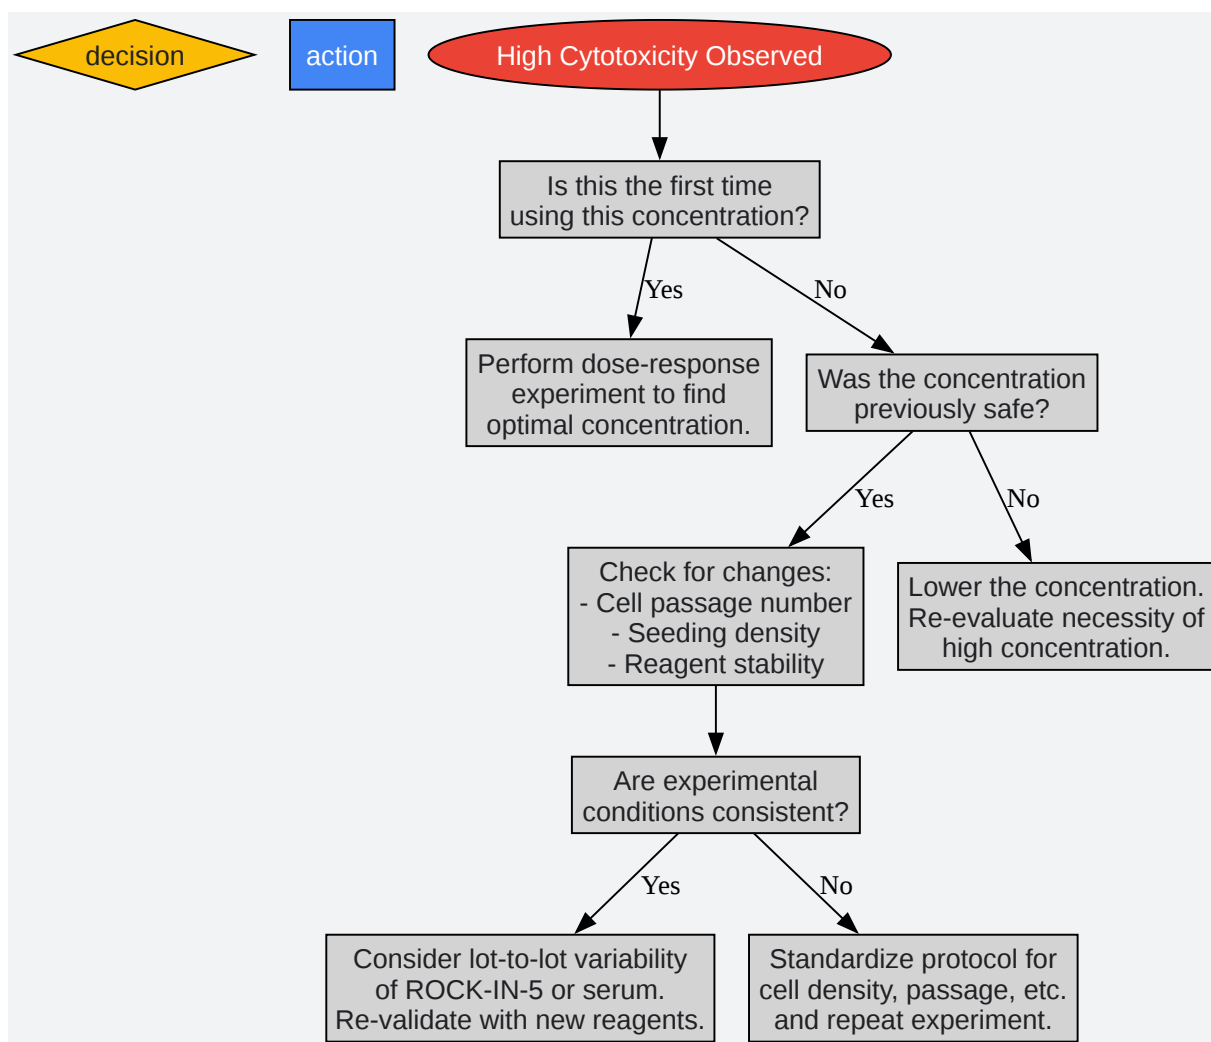 decision
action
High Cytotoxicity Observed
Is this the first time
using this concentration?
Yes
No
Perform dose-response
experiment to find
optimal concentration.
Was the concentration
previously safe?
Yes
No
Check for changes:
- Cell passage number
- Seeding density
- Reagent stability
Lower the concentration.
Re-evaluate necessity of
high concentration.
Are experimental
conditions consistent?
Yes
No
Consider lot-to-lot variability
of ROCK-IN-5 or serum.
Re-validate with new reagents.
Standardize protocol for
cell density, passage, etc.
and repeat experiment.